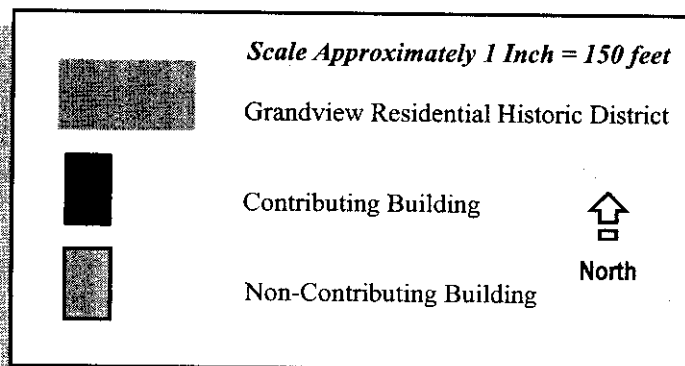 Scale Approximately 1 Inch = 150 feet
Grandview Residential Historic District
Contributing Building
North
Non-Contributing Building